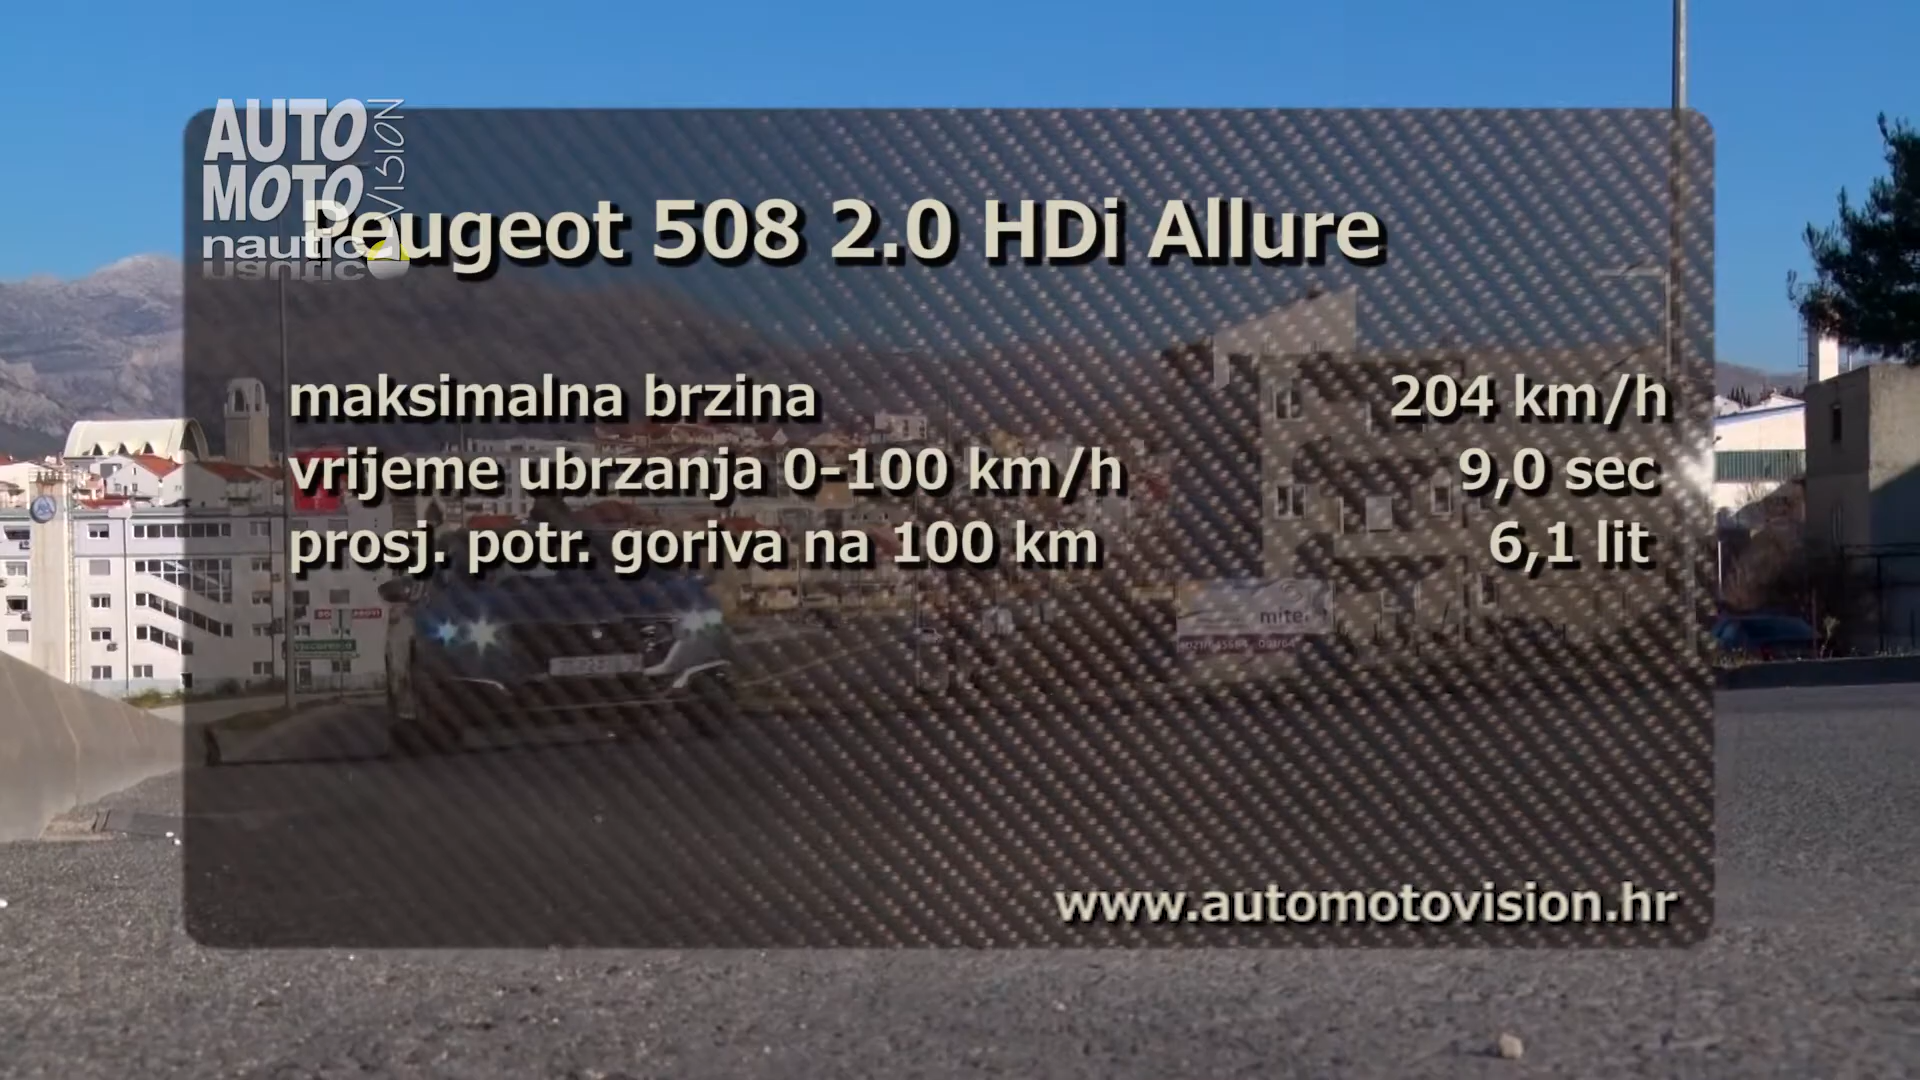 AUTO
MOTO
VISION
nautica
Peugeot 508 2.0 HDi Allure
maksimalna brzina 204 km/h
vrijeme ubrzanja 0-100 km/h 9,0 sec
prosj. potr. goriva na 100 km 6,1 lit
www.automotovision.hr